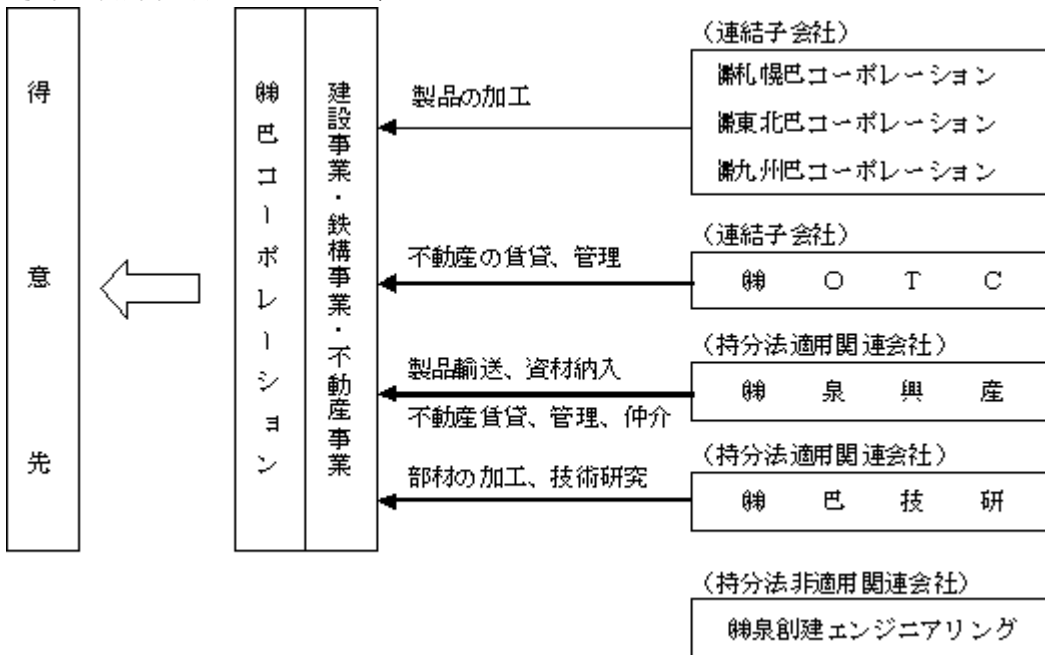 得意先
㈱巴コーポレーション
建設事業・鉄構事業・不動産事業
(連結子会社)
製品の加工
㈱札幌巴コーポレーション
㈱東北巴コーポレーション
㈱九州巴コーポレーション
(連結子会社)
不動産の賃貸、管理
㈱OTC
(持分法適用関連会社)
製品輸送、資材納入
不動産賃貸、管理、仲介
㈱泉興産
(持分法適用関連会社)
部材の加工、技術研究
㈱巴技研
(持分法非適用関連会社)
㈱泉創建エンジニアリング